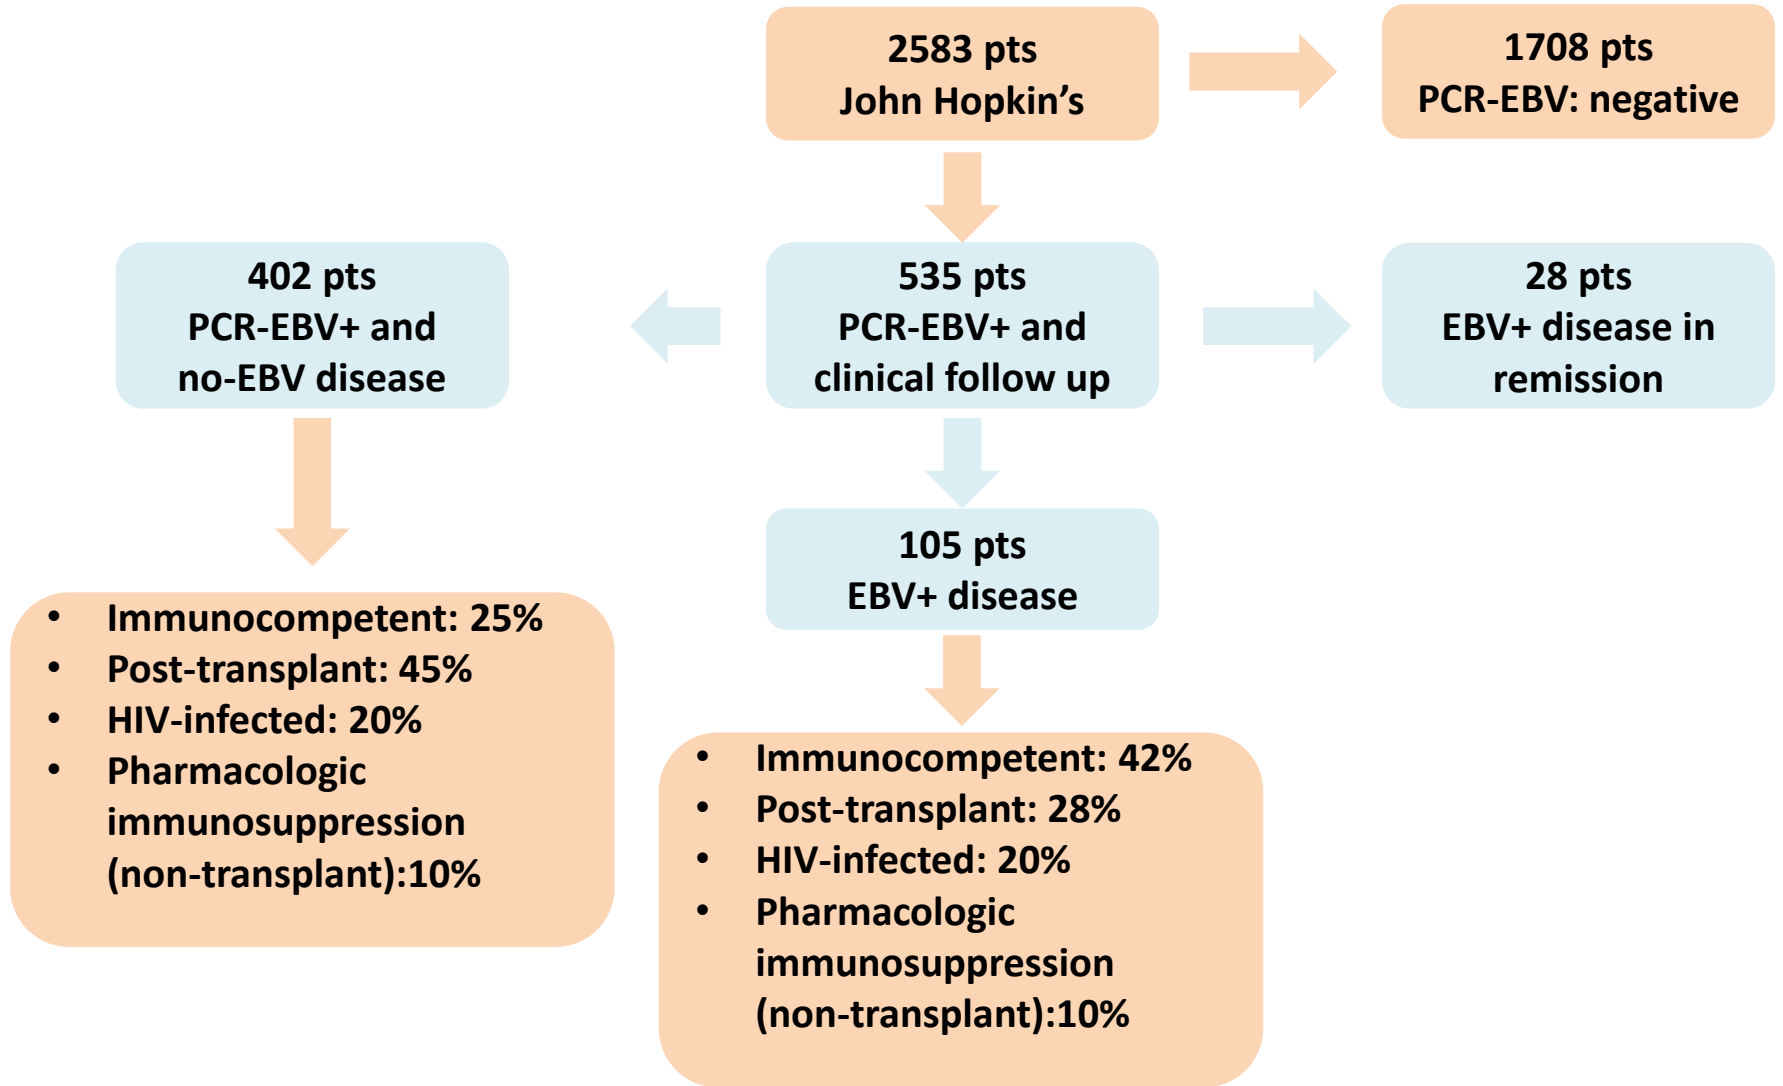 2583 pts
John Hopkin's
1708 pts
PCR-EBV: negative
402 pts
PCR-EBV+ and
no-EBV disease
535 pts
PCR-EBV+ and
clinical follow up
28 pts
EBV+ disease in
remission
105 pts
EBV+ disease
• Immunocompetent: 25%
• Post-transplant: 45%
• HIV-infected: 20%
• Pharmacologic
immunosuppression
(non-transplant):10%
• Immunocompetent: 42%
• Post-transplant: 28%
• HIV-infected: 20%
• Pharmacologic
immunosuppression
(non-transplant):10%